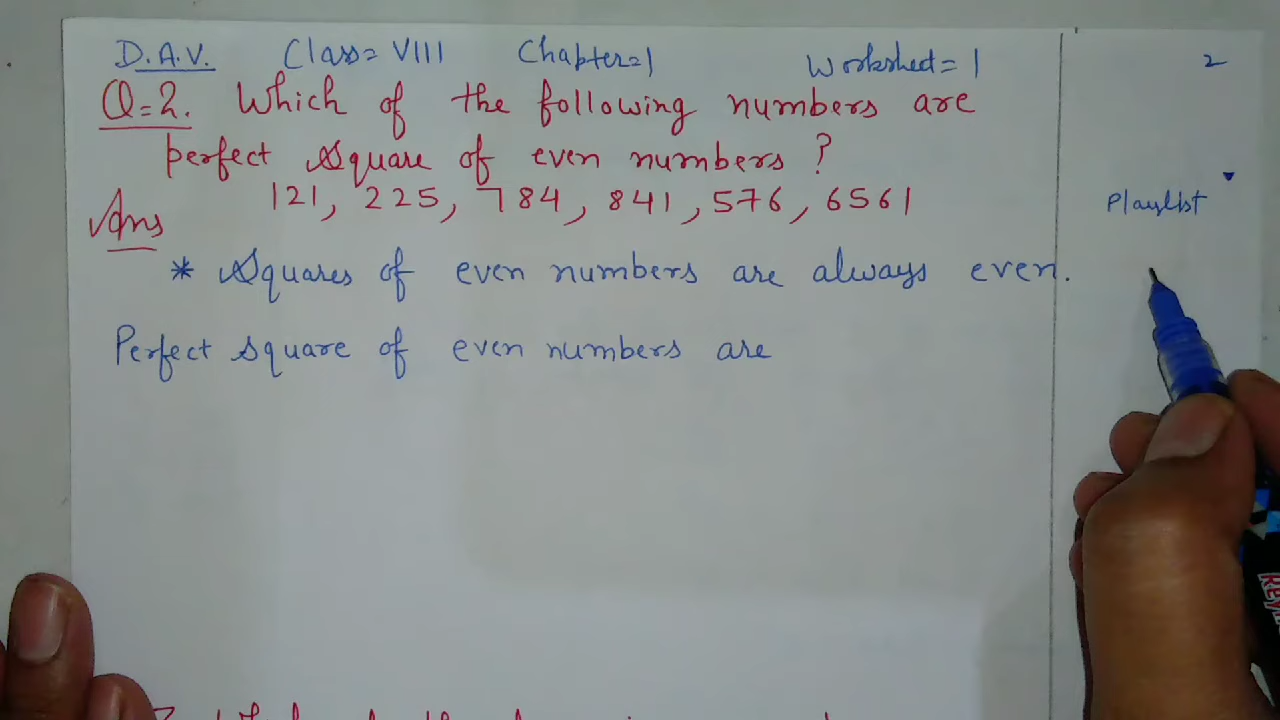 D.A.V. Class= VIII Chapter=1 Worksheet=1 2
Q=2. Which of the following numbers are
perfect square of even numbers?
121, 225, 784, 841, 576, 6561
Ans
Playlist
* Squares of even numbers are always even.
Perfect square of even numbers are